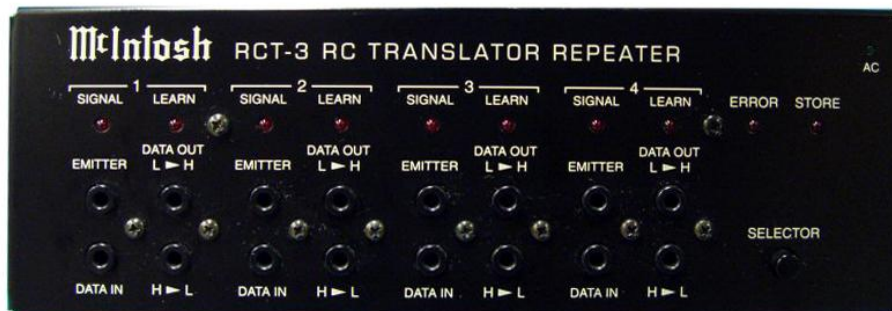 McIntosh RCT-3 RC TRANSLATOR REPEATER
AC
1 2 3 4
SIGNAL LEARN SIGNAL LEARN SIGNAL LEARN SIGNAL LEARN ERROR STORE
DATA OUT DATA OUT DATA OUT DATA OUT
EMITTER L ► H EMITTER L ► H EMITTER L ► H EMITTER L ► H
SELECTOR
DATA IN H ► L DATA IN H ► L DATA IN H ► L DATA IN H ► L